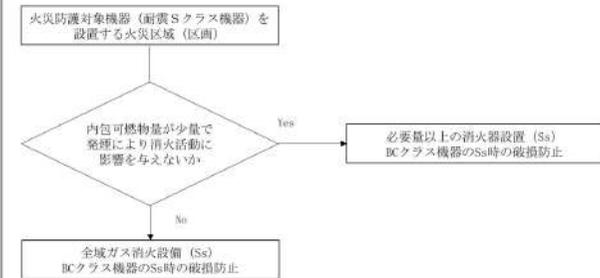 火災防護対象機器（耐震Ｓクラス機器）を
設置する火災区域（区画）
内包可燃物量が少量で
発煙により消火活動に
影響を与えないか
Yes
必要量以上の消火器設置（Ss）
BCクラス機器のSs時の破損防止
No
全域ガス消火設備（Ss）
BCクラス機器のSs時の破損防止